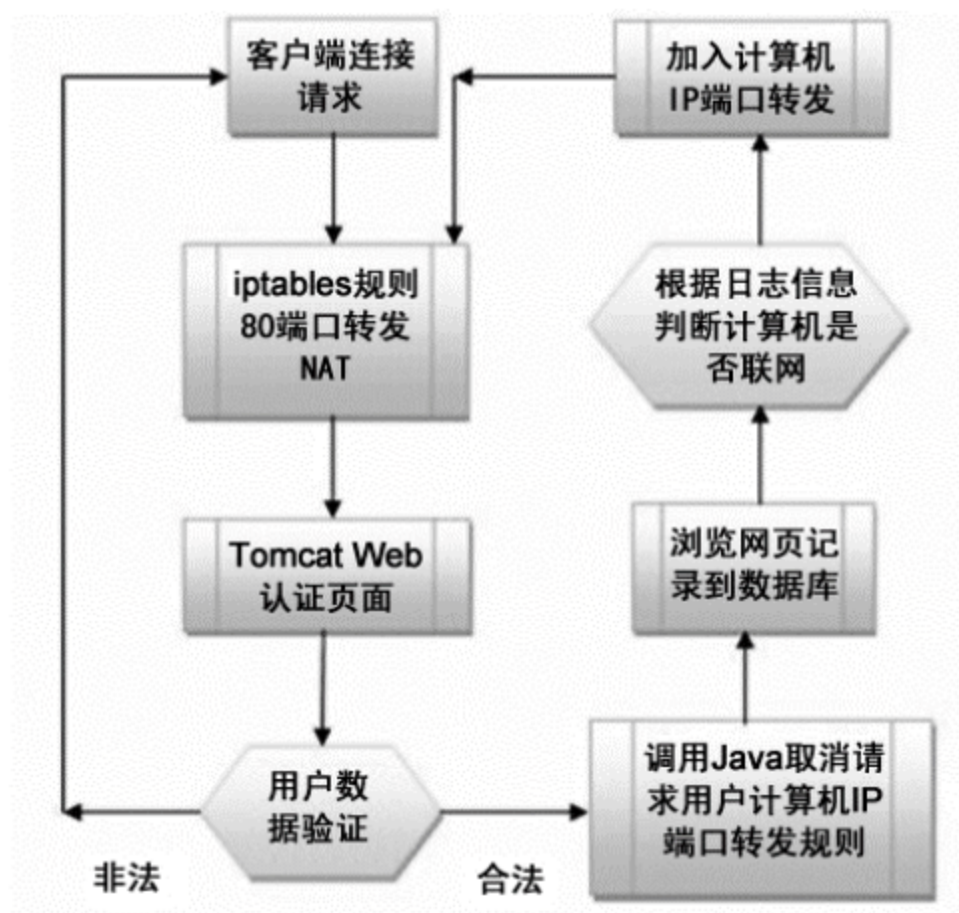 客户端连接
请求
加入计算机
IP端口转发
iptables规则
80端口转发
NAT
根据日志信息
判断计算机是
否联网
Tomcat Web
认证页面
浏览网页记
录到数据库
用户数
据验证
调用Java取消请
求用户计算机IP
端口转发规则
非法
合法